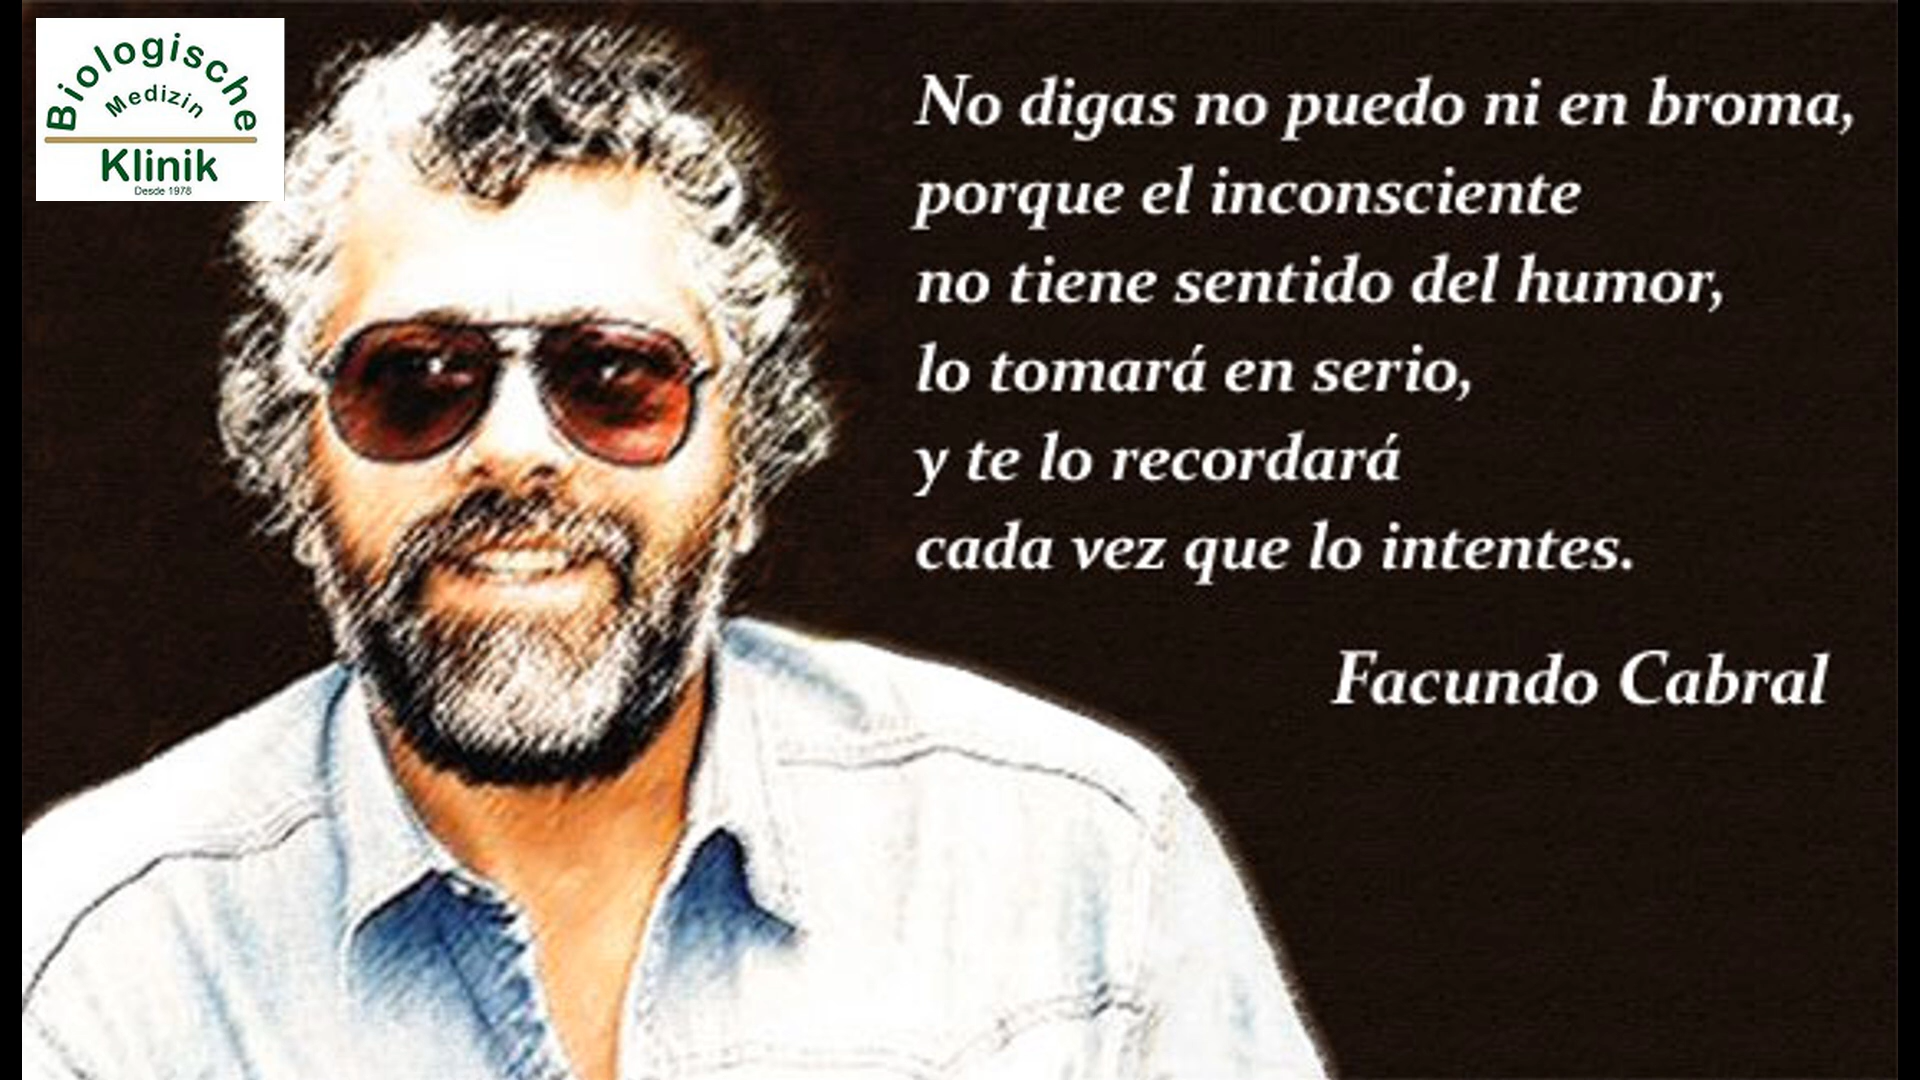 Biologische
Medizin
Klinik
Desde 1978
No digas no puedo ni en broma,
porque el inconsciente
no tiene sentido del humor,
lo tomará en serio,
y te lo recordará
cada vez que lo intentes.
Facundo Cabral